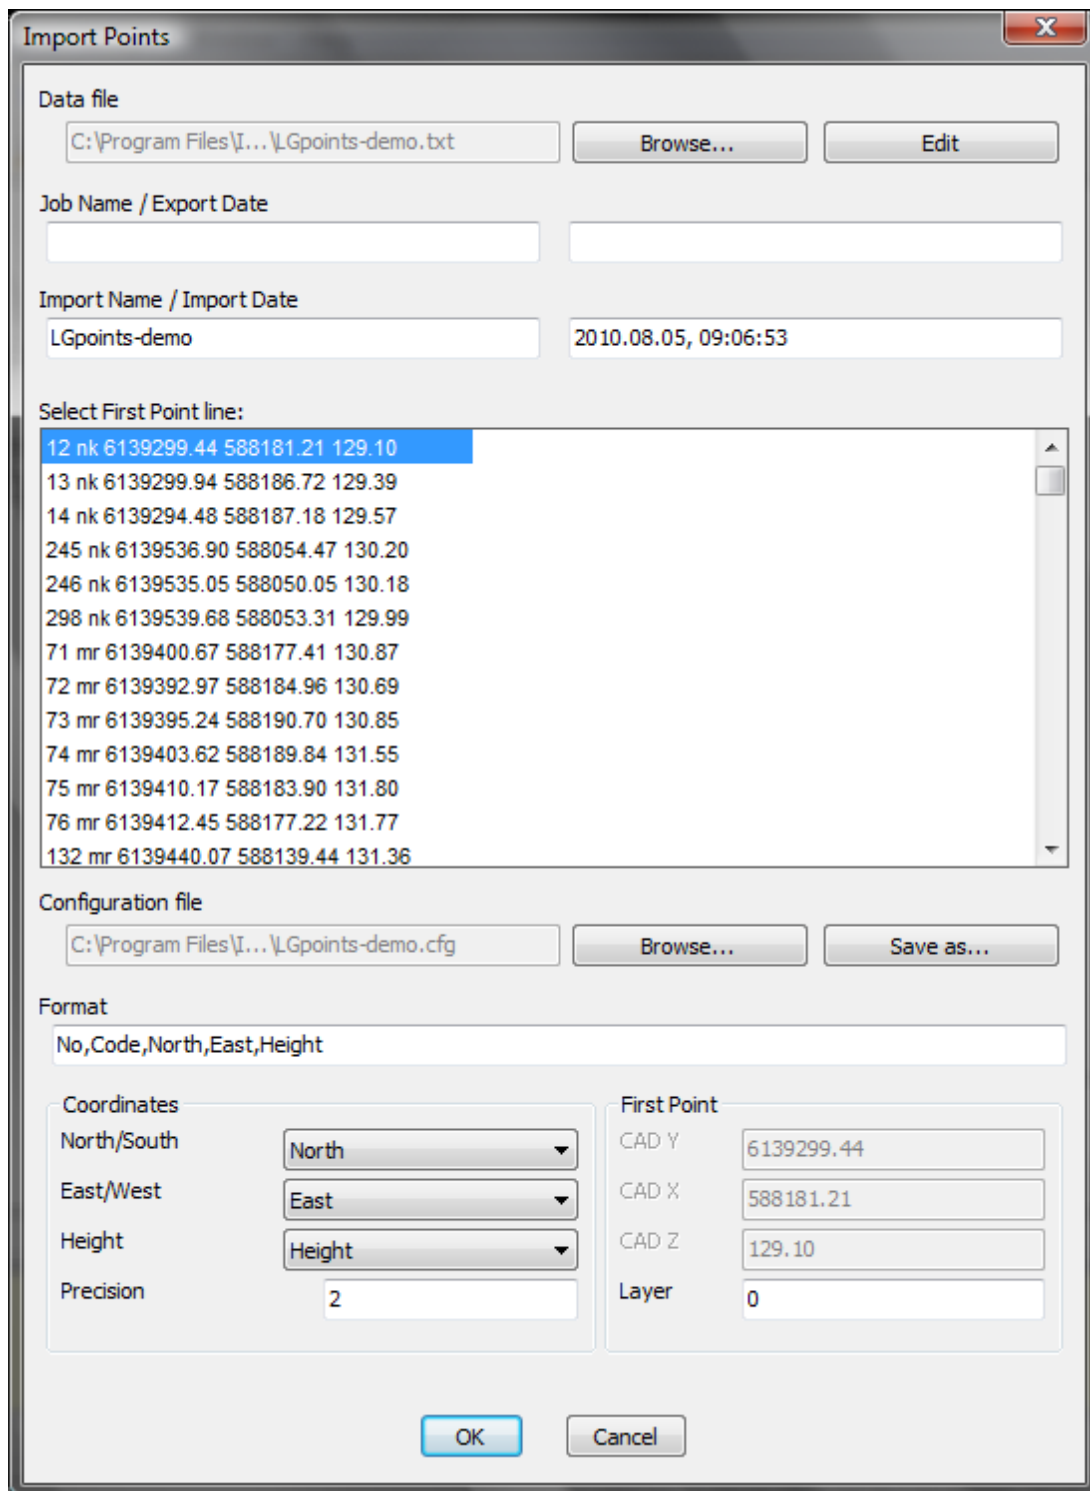 Import Points
Data file
C:\Program Files\I...\LGpoints-demo.txt Browse... Edit
Job Name / Export Date
Import Name / Import Date
LGpoints-demo 2010.08.05, 09:06:53
Select First Point line:
12 nk 6139299.44 588181.21 129.10
13 nk 6139299.94 588186.72 129.39
14 nk 6139294.48 588187.18 129.57
245 nk 6139536.90 588054.47 130.20
246 nk 6139535.05 588050.05 130.18
298 nk 6139539.68 588053.31 129.99
71 mr 6139400.67 588177.41 130.87
72 mr 6139392.97 588184.96 130.69
73 mr 6139395.24 588190.70 130.85
74 mr 6139403.62 588189.84 131.55
75 mr 6139410.17 588183.90 131.80
76 mr 6139412.45 588177.22 131.77
132 mr 6139440.07 588139.44 131.36
Configuration file
C:\Program Files\I...\LGpoints-demo.cfg Browse... Save as...
Format
No,Code,North,East,Height
Coordinates
North/South North
East/West East
Height Height
Precision 2
First Point
CAD Y 6139299.44
CAD X 588181.21
CAD Z 129.10
Layer 0
OK Cancel